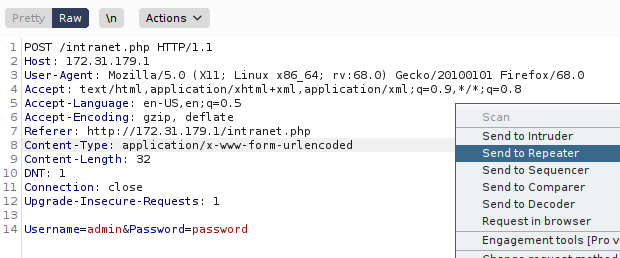 Pretty Raw \n Actions
1 POST /intranet.php HTTP/1.1
2 Host: 172.31.179.1
3 User-Agent: Mozilla/5.0 (X11; Linux x86_64; rv:68.0) Gecko/20100101 Firefox/68.0
4 Accept: text/html,application/xhtml+xml,application/xml;q=0.9,*/*;q=0.8
5 Accept-Language: en-US,en;q=0.5
6 Accept-Encoding: gzip, deflate
7 Referer: http://172.31.179.1/intranet.php
8 Content-Type: application/x-www-form-urlencoded
9 Content-Length: 32
10 DNT: 1
11 Connection: close
12 Upgrade-Insecure-Requests: 1
13
14 Username=admin&Password=password
Scan
Send to Intruder
Send to Repeater
Send to Sequencer
Send to Comparer
Send to Decoder
Request in browser
Engagement tools [Pro v
Change request method